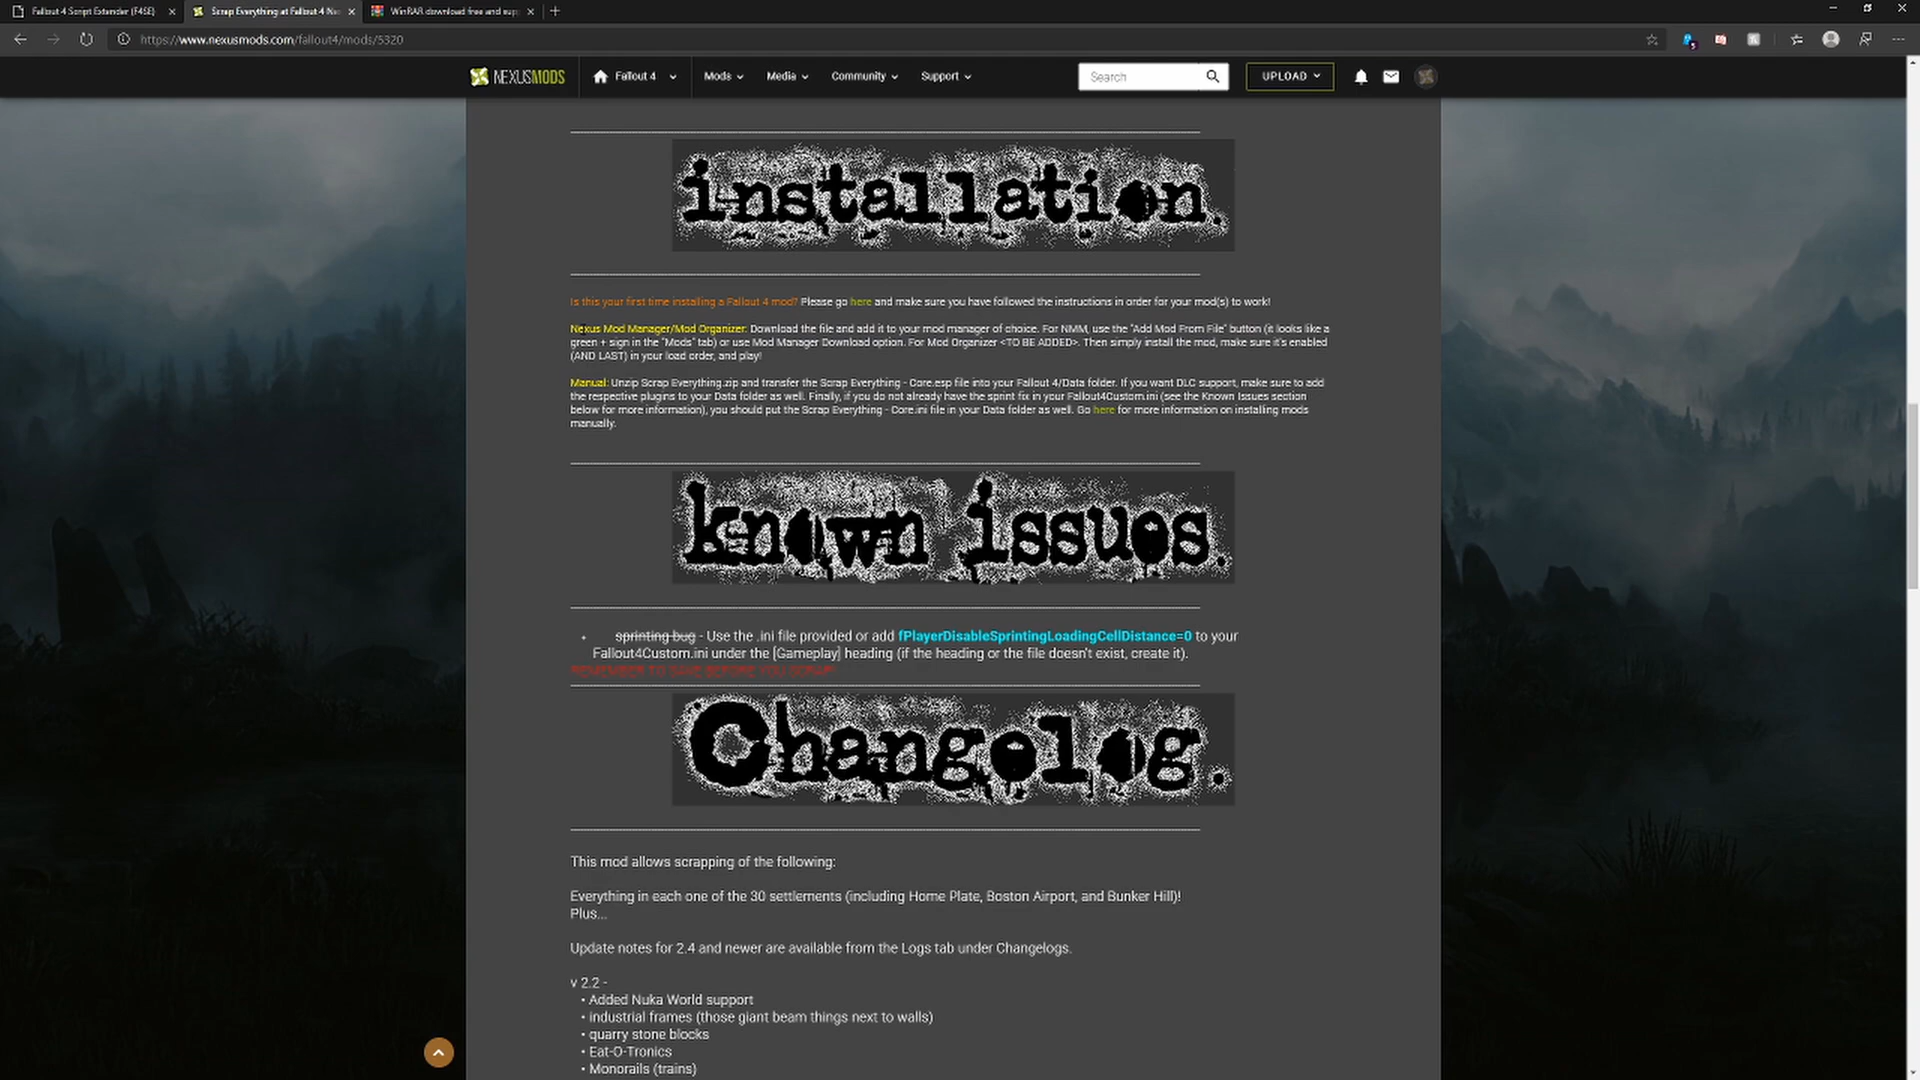 Fallout 4 Script Extender (F4SE)
Scrap Everything at Fallout 4 Ne
WinRAR download free and supp
https://www.nexusmods.com/fallout4/mods/5320
NEXUSMODS
Fallout 4
Mods
Media
Community
Support
Search
UPLOAD
installation.
Is this your first time installing a Fallout 4 mod? Please go here and make sure you have followed the instructions in order for your mod(s) to work!
Nexus Mod Manager/Mod Organizer: Download the file and add it to your mod manager of choice. For NMM, use the "Add Mod From File" button (it looks like a
green + sign in the "Mods" tab) or use Mod Manager Download option. For Mod Organizer <TO BE ADDED>. Then simply install the mod, make sure it's enabled
(AND LAST) in your load order, and play!
Manual: Unzip Scrap Everything.zip and transfer the Scrap Everything - Core.esp file into your Fallout 4/Data folder. If you want DLC support, make sure to add
the respective plugins to your Data folder as well. Finally, if you do not already have the sprint fix in your Fallout4Custom.ini (see the Known Issues section
below for more information), you should put the Scrap Everything - Core.ini file in your Data folder as well. Go here for more information on installing mods
manually.
known issues.
• sprinting bug - Use the .ini file provided or add fPlayerDisableSprintingLoadingCellDistance=0 to your
Fallout4Custom.ini under the [Gameplay] heading (if the heading or the file doesn't exist, create it).
REMEMBER TO SAVE BEFORE YOU SCRAP!
Changelog.
This mod allows scrapping of the following:
Everything in each one of the 30 settlements (including Home Plate, Boston Airport, and Bunker Hill)!
Plus...
Update notes for 2.4 and newer are available from the Logs tab under Changelogs.
v 2.2 -
• Added Nuka World support
• industrial frames (those giant beam things next to walls)
• quarry stone blocks
• Eat-O-Tronics
• Monorails (trains)